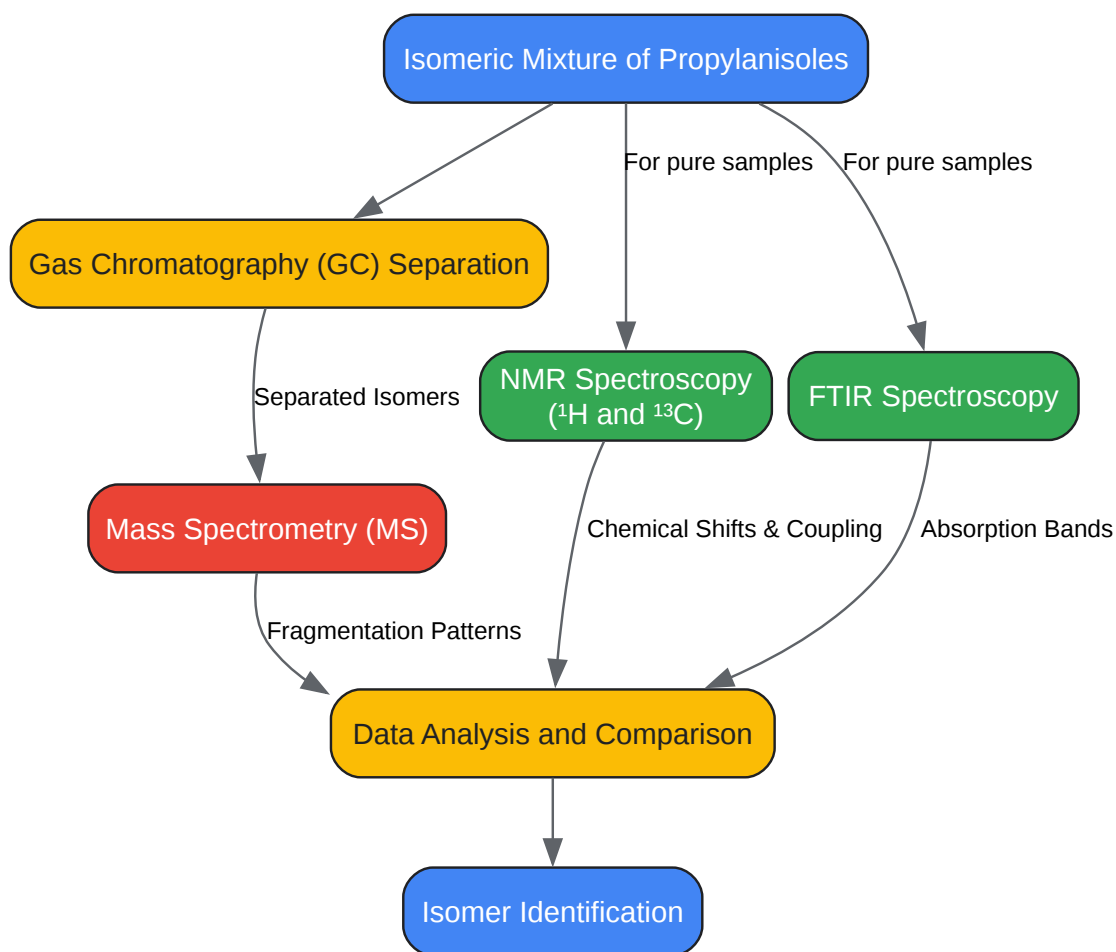 Isomeric Mixture of Propylanisoles
For pure samples
For pure samples
Gas Chromatography (GC) Separation
NMR Spectroscopy
(¹H and ¹³C)
FTIR Spectroscopy
Separated Isomers
Mass Spectrometry (MS)
Chemical Shifts & Coupling
Absorption Bands
Fragmentation Patterns
Data Analysis and Comparison
Isomer Identification